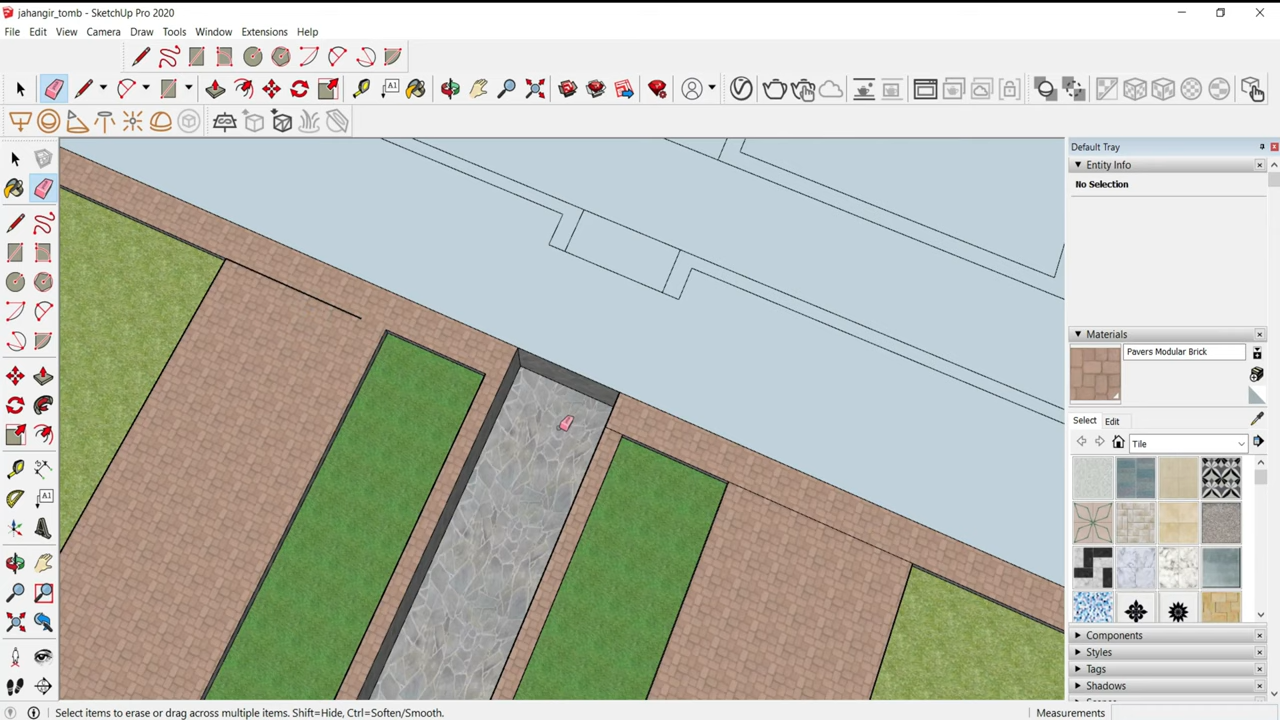 jahangir_tomb - SketchUp Pro 2020
File Edit View Camera Draw Tools Window Extensions Help
A1
Default Tray
Entity Info
No Selection
Materials
Pavers Modular Brick
Select Edit
Tile
A1
Components
Styles
Tags
Shadows
Select items to erase or drag across multiple items. Shift=Hide, Ctrl=Soften/Smooth.
Measurements